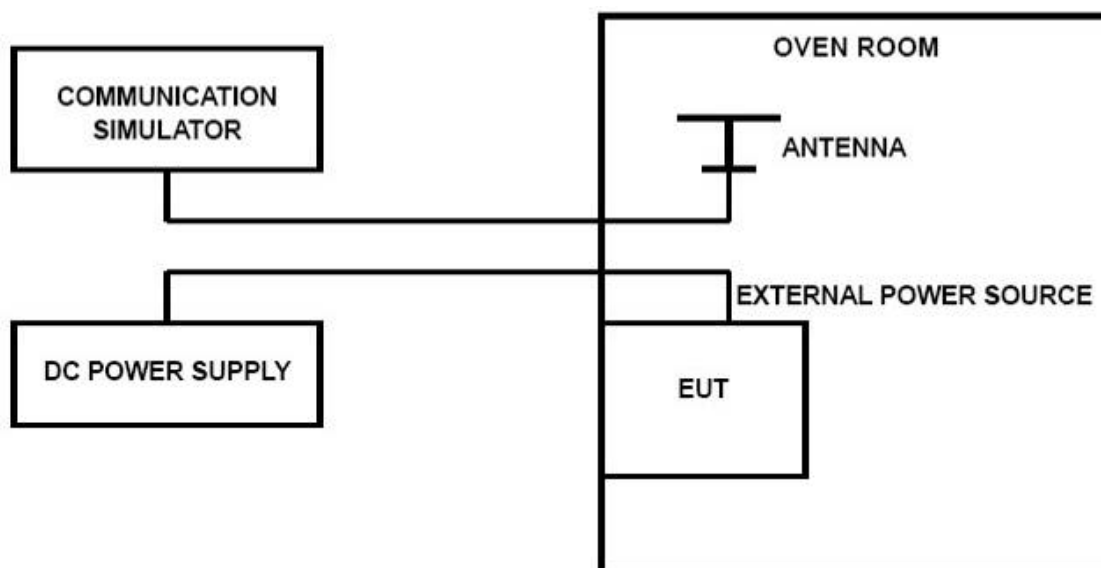 OVEN ROOM
COMMUNICATION
SIMULATOR
ANTENNA
EXTERNAL POWER SOURCE
DC POWER SUPPLY
EUT